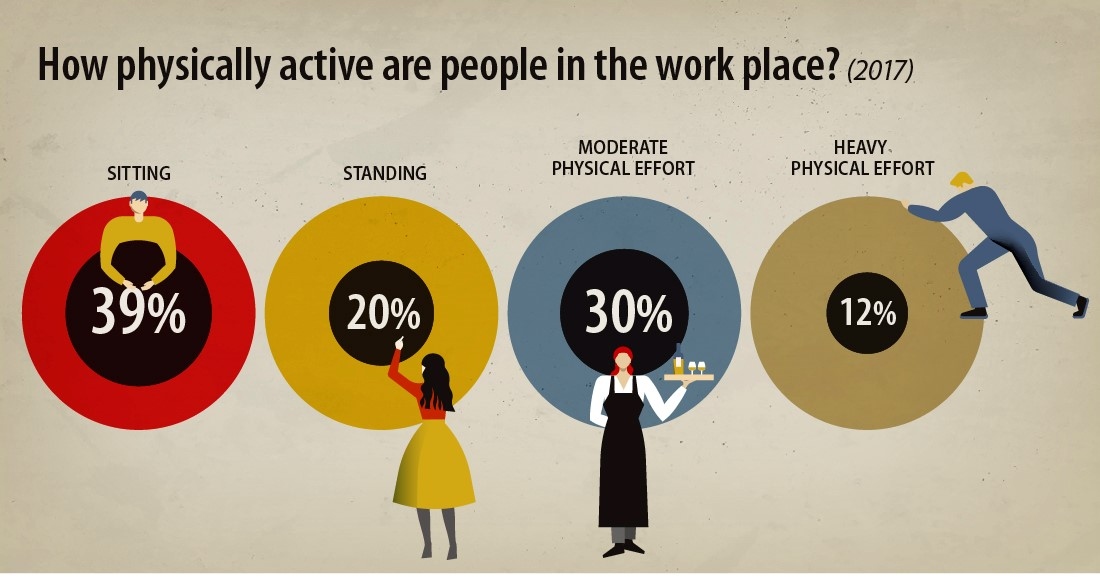 How physically active are people in the work place? (2017)
SITTING
39%
STANDING
20%
MODERATE
PHYSICAL EFFORT
30%
HEAVY
PHYSICAL EFFORT
12%